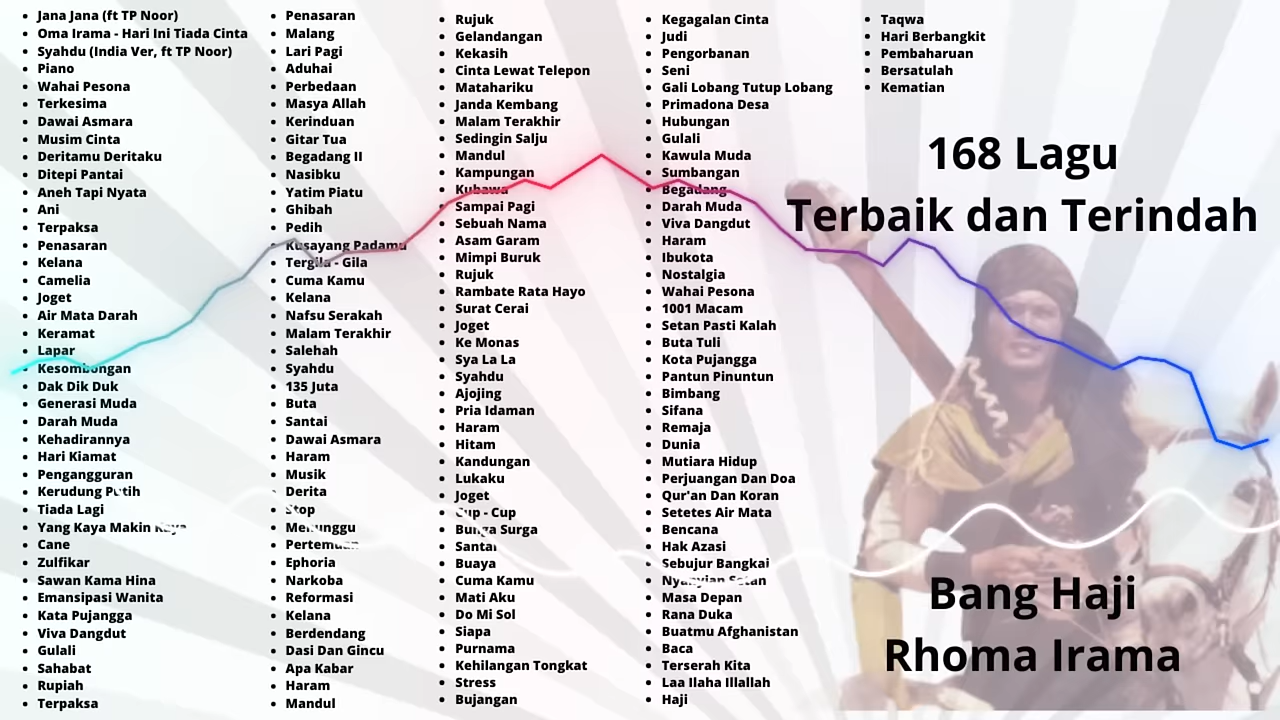 Jana Jana (ft TP Noor)
Oma Irama - Hari Ini Tiada Cinta
Syahdu (India Ver, ft TP Noor)
Piano
Wahai Pesona
Terkesima
Dawai Asmara
Musim Cinta
Deritamu Deritaku
Ditepi Pantai
Aneh Tapi Nyata
Ani
Terpaksa
Penasaran
Kelana
Camelia
Joget
Air Mata Darah
Keramat
Lapar
Kesombongan
Dak Dik Duk
Generasi Muda
Darah Muda
Kehadirannya
Hari Kiamat
Pengangguran
Kerudung Putih
Tiada Lagi
Yang Kaya Makin Kaya
Cane
Zulfikar
Sawan Kama Hina
Emansipasi Wanita
Kata Pujangga
Viva Dangdut
Gulali
Sahabat
Rupiah
Terpaksa
Penasaran
Malang
Lari Pagi
Aduhai
Perbedaan
Masya Allah
Kerinduan
Gitar Tua
Begadang II
Nasibku
Yatim Piatu
Ghibah
Pedih
Kusayang Padamu
Tergila - Gila
Cuma Kamu
Kelana
Nafsu Serakah
Malam Terakhir
Salehah
Syahdu
135 Juta
Buta
Santai
Dawai Asmara
Haram
Musik
Derita
Stop
Menunggu
Pertemuan
Ephoria
Narkoba
Reformasi
Kelana
Berdendang
Dasi Dan Gincu
Apa Kabar
Haram
Mandul
Rujuk
Gelandangan
Kekasih
Cinta Lewat Telepon
Matahariku
Janda Kembang
Malam Terakhir
Sedingin Salju
Mandul
Kampungan
Kubawa
Sampai Pagi
Sebuah Nama
Asam Garam
Mimpi Buruk
Rujuk
Rambate Rata Hayo
Surat Cerai
Joget
Ke Monas
Sya La La
Syahdu
Ajojing
Pria Idaman
Haram
Hitam
Kandungan
Lukaku
Joget
Cup - Cup
Bunga Surga
Santai
Buaya
Cuma Kamu
Mati Aku
Do Mi Sol
Siapa
Purnama
Kehilangan Tongkat
Stress
Bujangan
Kegagalan Cinta
Judi
Pengorbanan
Seni
Gali Lobang Tutup Lobang
Primadona Desa
Hubungan
Gulali
Kawula Muda
Sumbangan
Begadang
Darah Muda
Viva Dangdut
Haram
Ibukota
Nostalgia
Wahai Pesona
1001 Macam
Setan Pasti Kalah
Buta Tuli
Kota Pujangga
Pantun Pinuntun
Bimbang
Sifana
Remaja
Dunia
Mutiara Hidup
Perjuangan Dan Doa
Qur'an Dan Koran
Setetes Air Mata
Bencana
Hak Azasi
Sebujur Bangkai
Nyanyian Setan
Masa Depan
Rana Duka
Buatmu Afghanistan
Baca
Terserah Kita
Laa Ilaha Illallah
Haji
Taqwa
Hari Berbangkit
Pembaharuan
Bersatulah
Kematian
168 Lagu
Terbaik dan Terindah
Bang Haji
Rhoma Irama